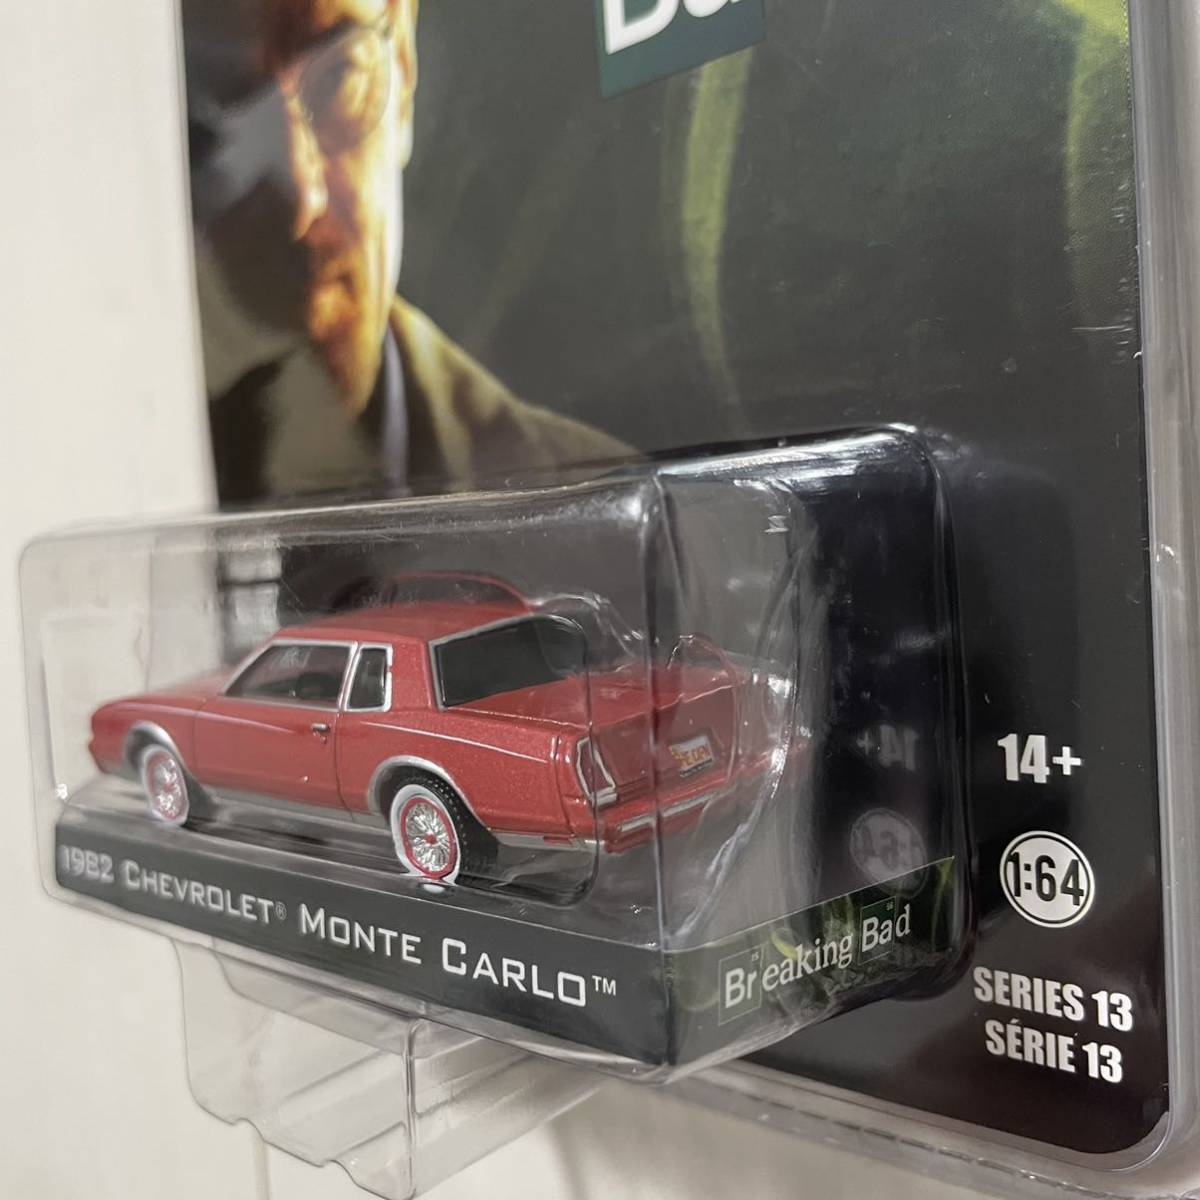 Ba
14+
1:64
1982 CHEVROLET® MONTE CARLO™
Breaking Bad
SERIES 13
SÉRIE 13